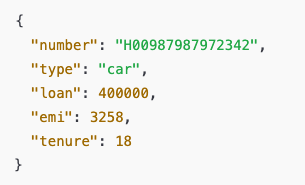 {
"number": "H00987987972342",
"type": "car",
"loan": 400000,
"emi": 3258,
"tenure": 18
}